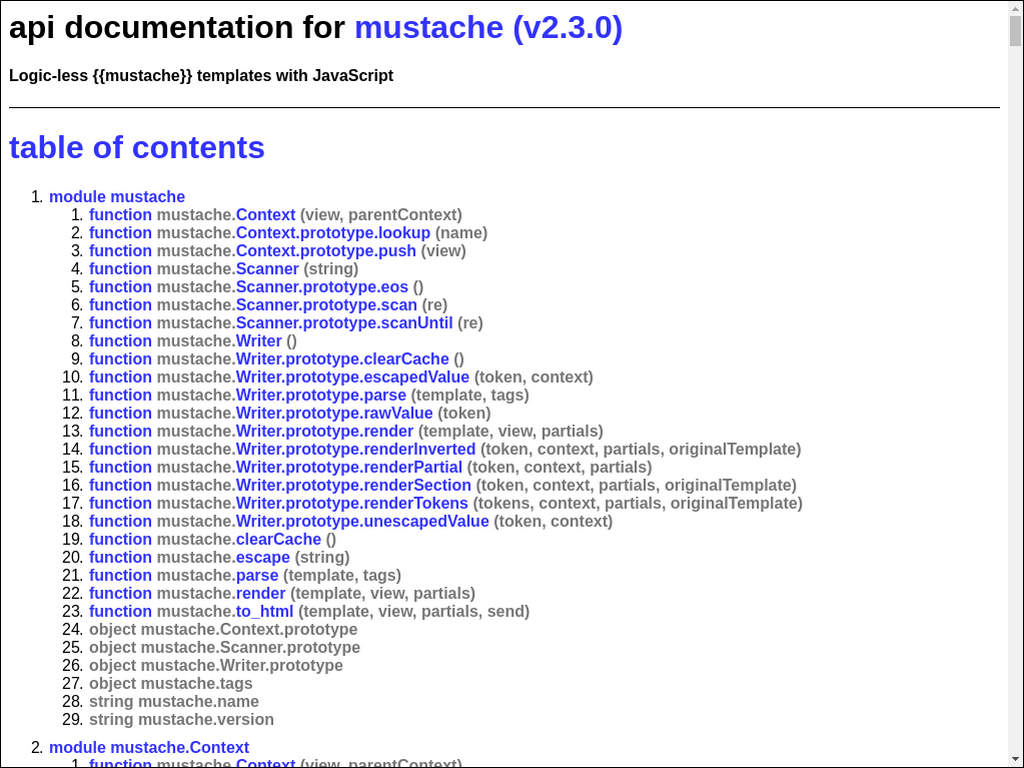 api documentation for mustache (v2.3.0)
Logic-less {{mustache}} templates with JavaScript
table of contents
1. module mustache
1. function mustache.Context (view, parentContext)
2. function mustache.Context.prototype.lookup (name)
3. function mustache.Context.prototype.push (view)
4. function mustache.Scanner (string)
5. function mustache.Scanner.prototype.eos ()
6. function mustache.Scanner.prototype.scan (re)
7. function mustache.Scanner.prototype.scanUntil (re)
8. function mustache.Writer ()
9. function mustache.Writer.prototype.clearCache ()
10. function mustache.Writer.prototype.escapedValue (token, context)
11. function mustache.Writer.prototype.parse (template, tags)
12. function mustache.Writer.prototype.rawValue (token)
13. function mustache.Writer.prototype.render (template, view, partials)
14. function mustache.Writer.prototype.renderInverted (token, context, partials, originalTemplate)
15. function mustache.Writer.prototype.renderPartial (token, context, partials)
16. function mustache.Writer.prototype.renderSection (token, context, partials, originalTemplate)
17. function mustache.Writer.prototype.renderTokens (tokens, context, partials, originalTemplate)
18. function mustache.Writer.prototype.unescapedValue (token, context)
19. function mustache.clearCache ()
20. function mustache.escape (string)
21. function mustache.parse (template, tags)
22. function mustache.render (template, view, partials)
23. function mustache.to_html (template, view, partials, send)
24. object mustache.Context.prototype
25. object mustache.Scanner.prototype
26. object mustache.Writer.prototype
27. object mustache.tags
28. string mustache.name
29. string mustache.version
2. module mustache.Context
1. function mustache.Context (view, parentContext)